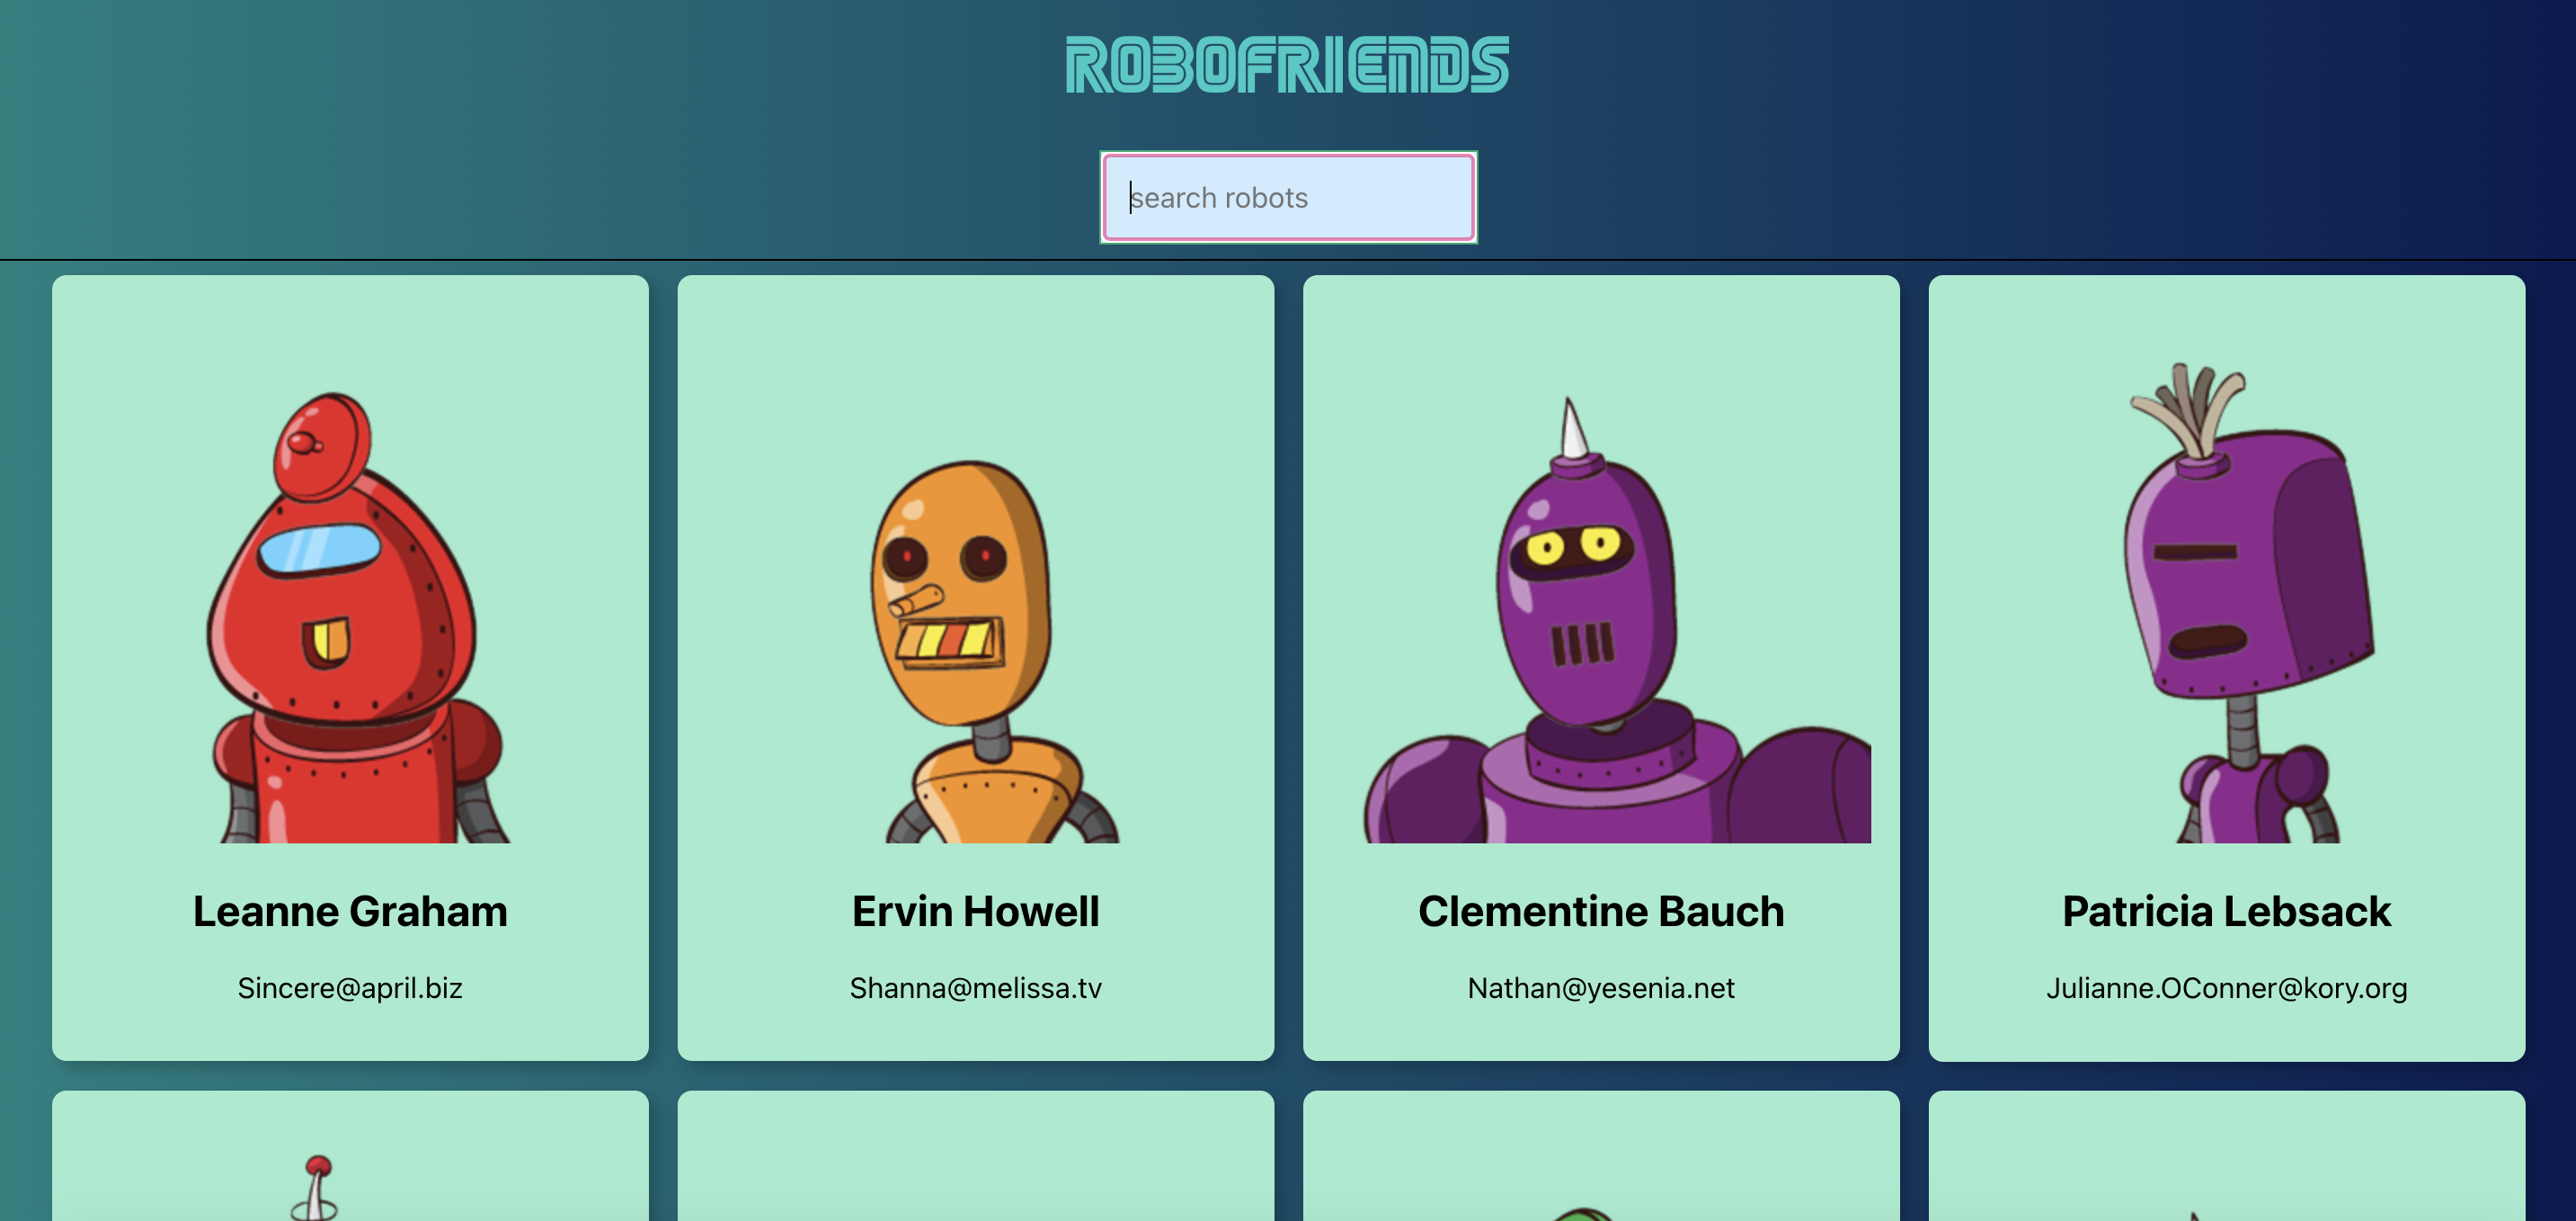 ROBOFRIENDS
search robots
Leanne Graham
Sincere@april.biz
Ervin Howell
Shanna@melissa.tv
Clementine Bauch
Nathan@yesenia.net
Patricia Lebsack
Julianne.OConner@kory.org